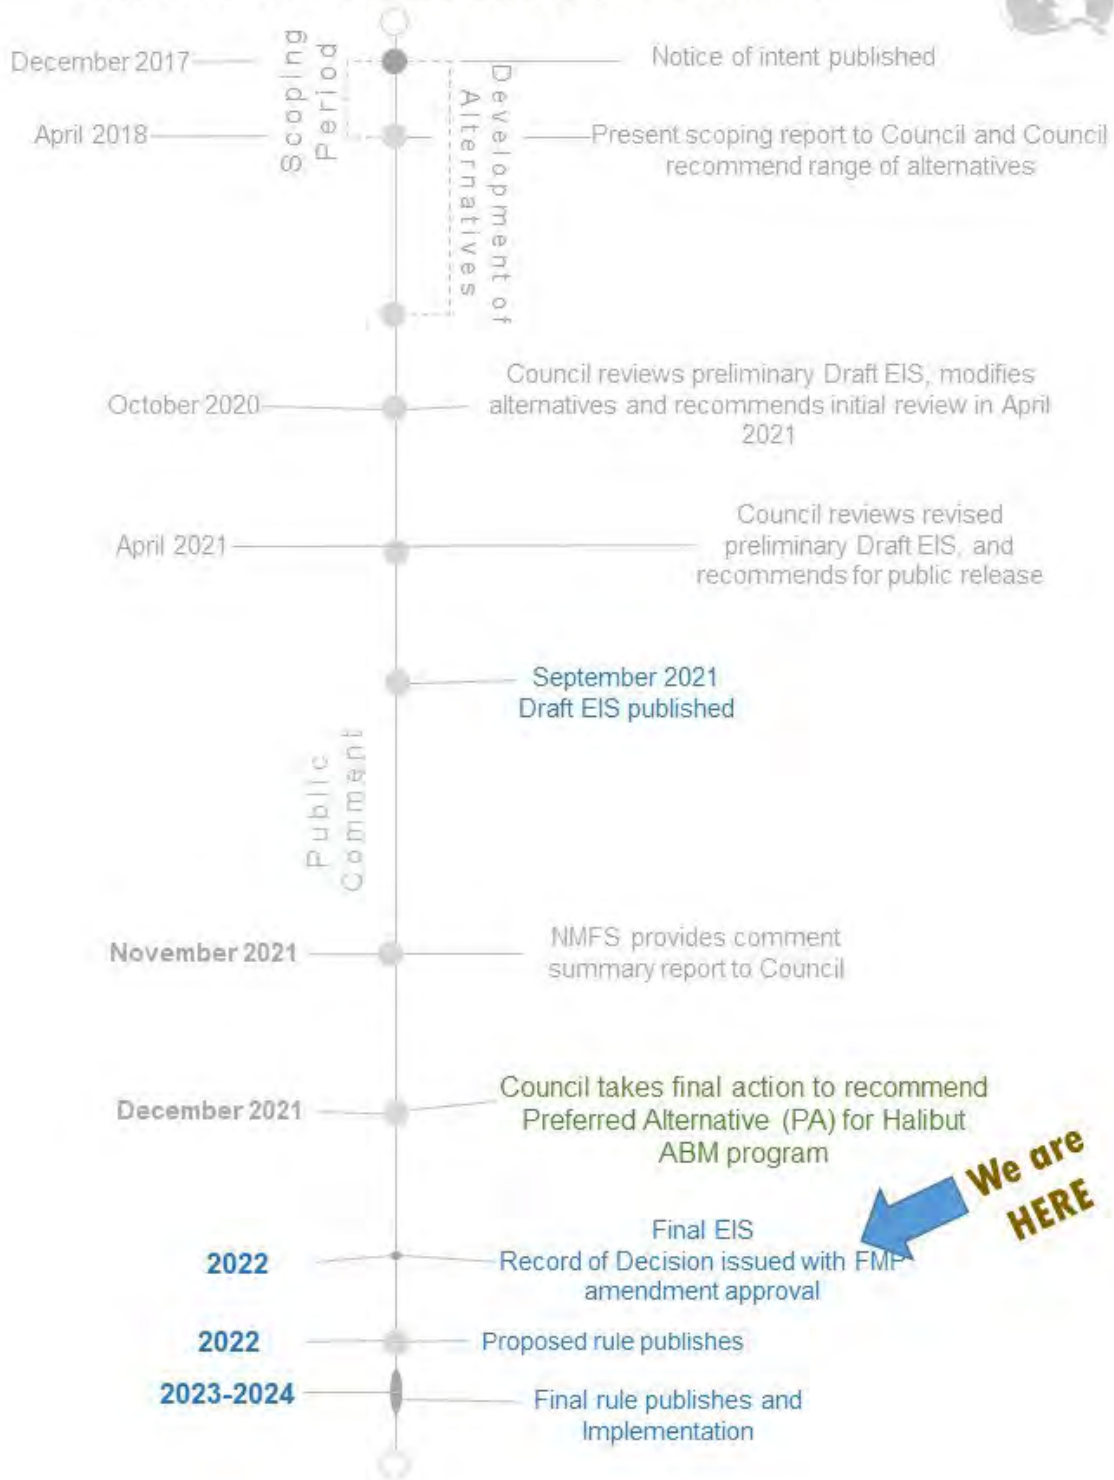 December 2017
Notice of intent published
Scoping
Period
Development of
Alternatives
April 2018
Present scoping report to Council and Council
recommend range of alternatives
October 2020
Council reviews preliminary Draft EIS, modifies
alternatives and recommends initial review in April
2021
April 2021
Council reviews revised
preliminary Draft EIS, and
recommends for public release
September 2021
Draft EIS published
Public
Comment
November 2021
NMFS provides comment
summary report to Council
December 2021
Council takes final action to recommend
Preferred Alternative (PA) for Halibut
ABM program
We are
HERE
2022
Final EIS
Record of Decision issued with FMP
amendment approval
2022
Proposed rule publishes
2023-2024
Final rule publishes and
Implementation